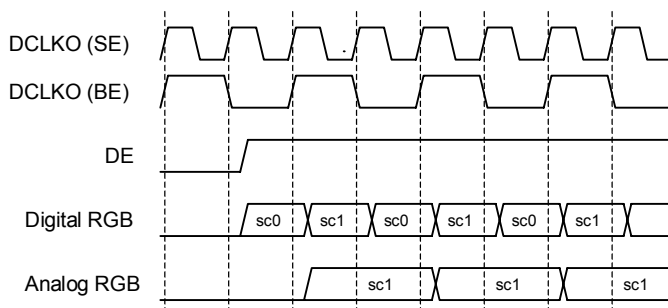 DCLKO (SE)
DCLKO (BE)
DE
Digital RGB sc0 sc1 sc0 sc1 sc0 sc1
Analog RGB sc1 sc1 sc1